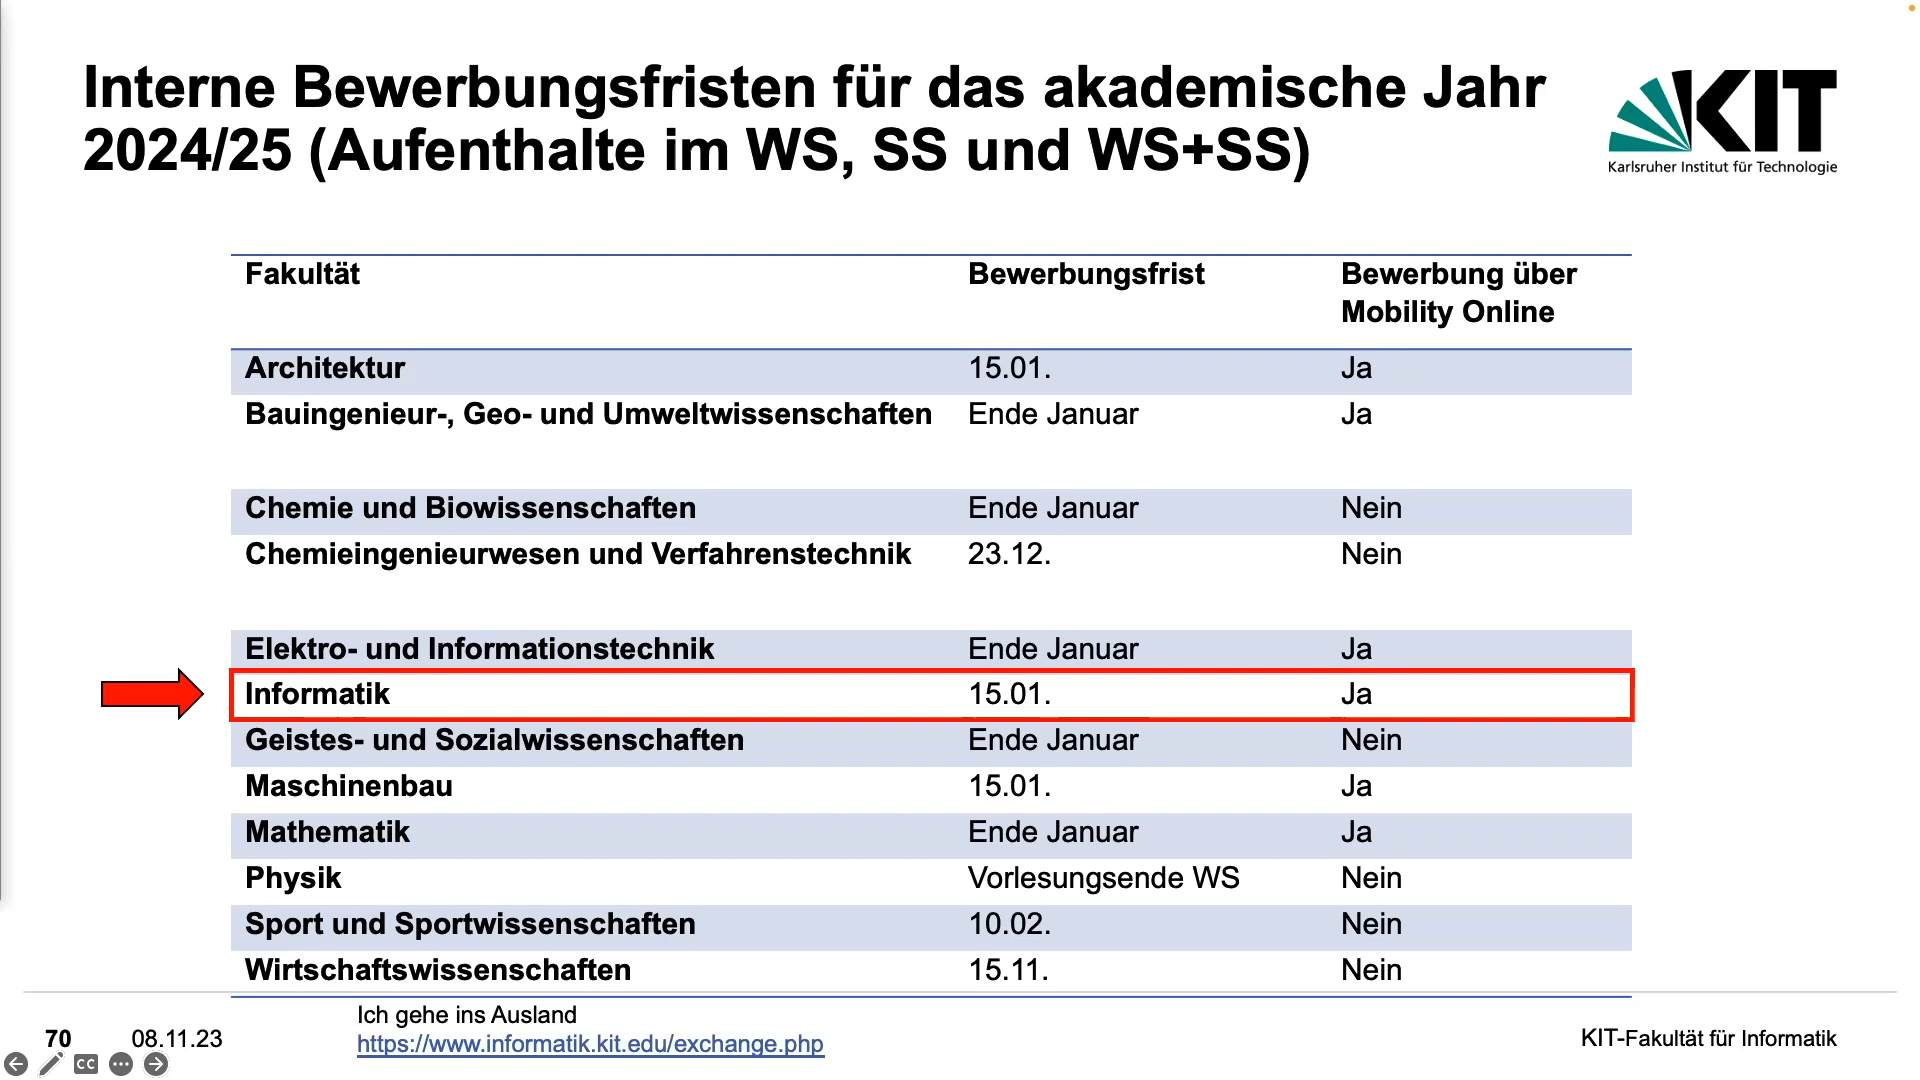 Interne Bewerbungsfristen für das akademische Jahr
2024/25 (Aufenthalte im WS, SS und WS+SS)
KIT
Karlsruher Institut für Technologie
Fakultät Bewerbungsfrist Bewerbung über
Mobility Online
Architektur 15.01. Ja
Bauingenieur-, Geo- und Umweltwissenschaften Ende Januar Ja
Chemie und Biowissenschaften Ende Januar Nein
Chemieingenieurwesen und Verfahrenstechnik 23.12. Nein
Elektro- und Informationstechnik Ende Januar Ja
Informatik 15.01. Ja
Geistes- und Sozialwissenschaften Ende Januar Nein
Maschinenbau 15.01. Ja
Mathematik Ende Januar Ja
Physik Vorlesungsende WS Nein
Sport und Sportwissenschaften 10.02. Nein
Wirtschaftswissenschaften 15.11. Nein
Ich gehe ins Ausland
70 08.11.23 https://www.informatik.kit.edu/exchange.php KIT-Fakultät für Informatik
CC